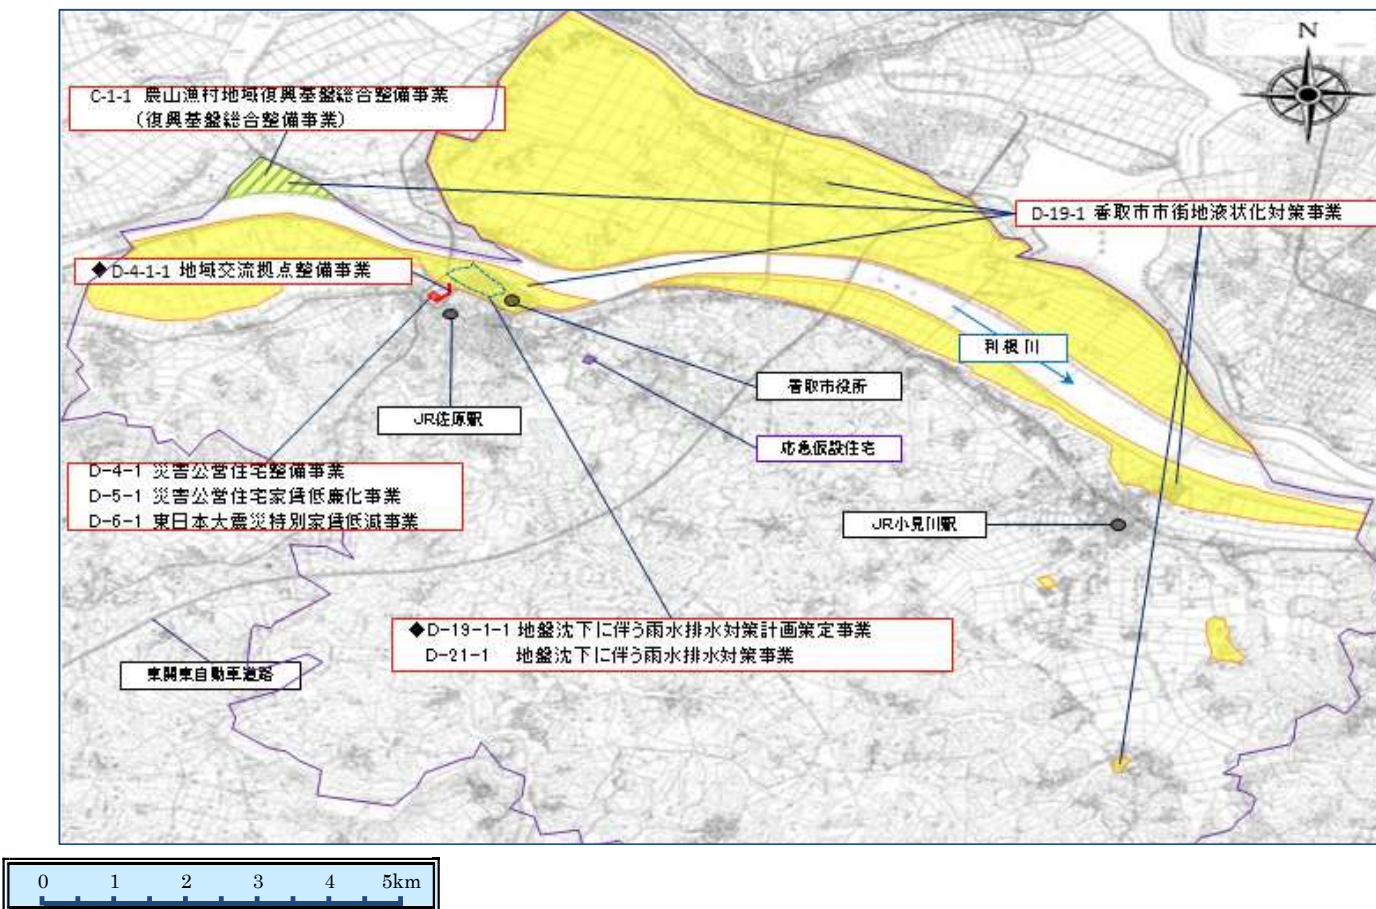 N
C-1-1 農山漁村地域復興基盤総合整備事業
(復興基盤総合整備事業)
D-19-1 香取市市街地液状化対策事業
◆D-4-1-1 地域交流拠点整備事業
利根川
香取市役所
JR佐原駅
応急仮設住宅
D-4-1 災害公営住宅整備事業
D-5-1 災害公営住宅家賃低廉化事業
D-6-1 東日本大震災特別家賃低減事業
JR小見川駅
◆D-19-1-1 地盤沈下に伴う雨水排水対策計画策定事業
D-21-1 地盤沈下に伴う雨水排水対策事業
東関東自動車道路
0 1 2 3 4 5km